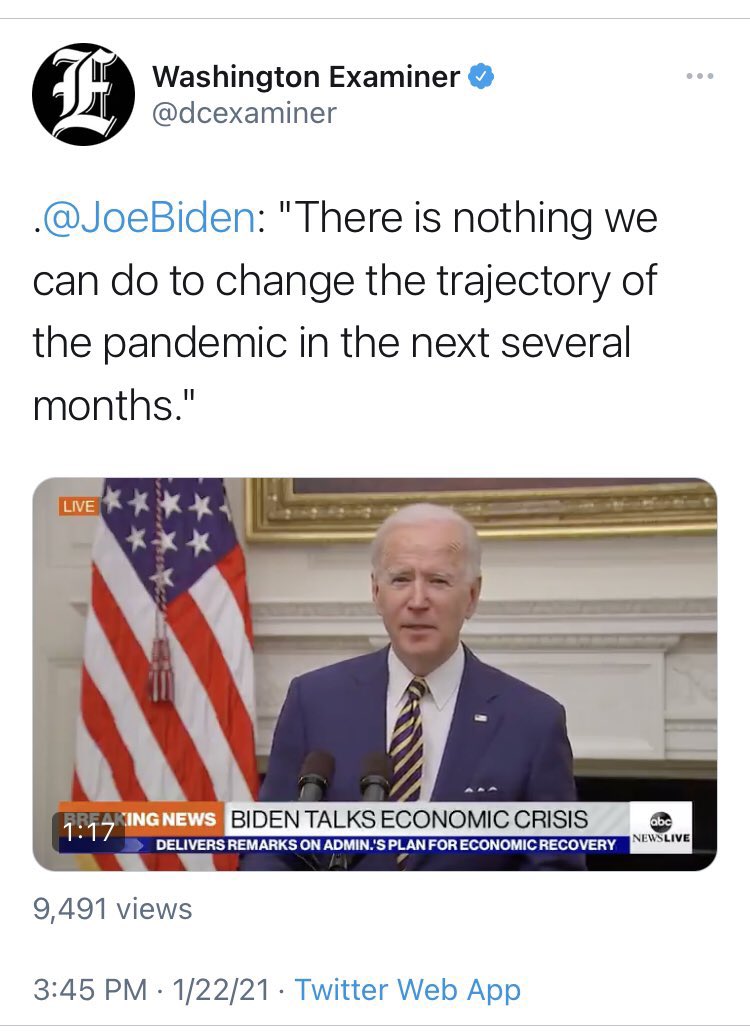 Washington Examiner
@dcexaminer
.@JoeBiden: "There is nothing we
can do to change the trajectory of
the pandemic in the next several
months."
LIVE
BREAKING NEWS BIDEN TALKS ECONOMIC CRISIS
1:17
DELIVERS REMARKS ON ADMIN.'S PLAN FOR ECONOMIC RECOVERY
abc
NEWS LIVE
9,491 views
3:45 PM · 1/22/21 · Twitter Web App